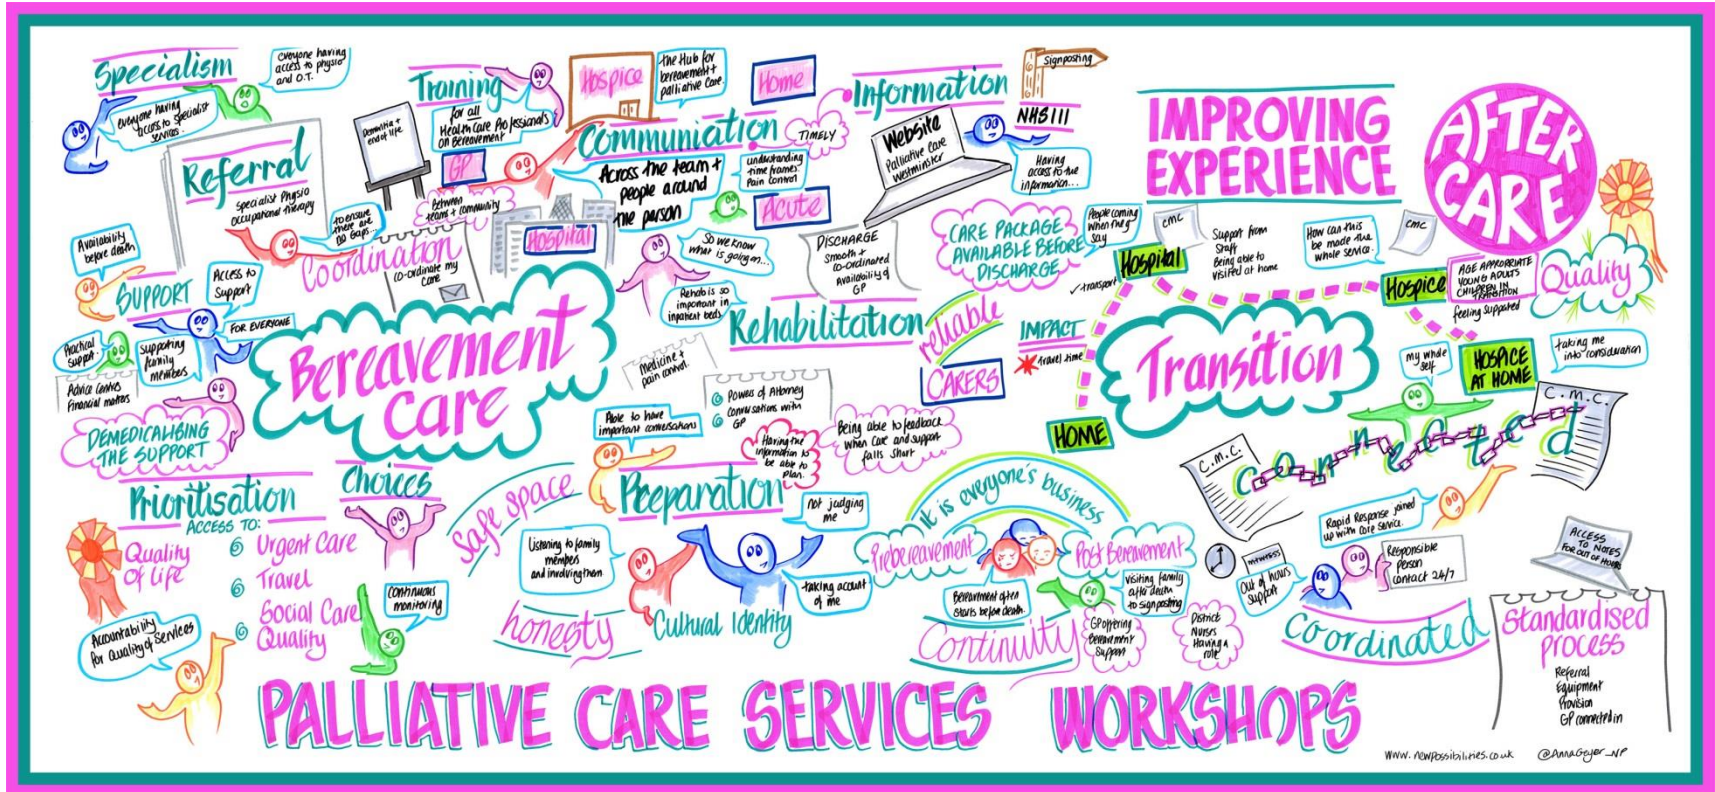 Specialism
everyone having
access to physio
and O.T.
everyone having
access to specialist
services.
Referral
Specialist Physio
Occupational Therapy
to ensure
there are
no Gaps...
Training
for all
Health Care Professionals
on Bereavement
Dementia +
end of life
GP
Between
teams + community
Coordination
co-ordinate my
care
Hospice
the Hub for
bereavement +
palliative care.
Home
Communiation
TIMELY
Across the team +
people around
the person
understanding
time frames.
Pain control
Acute
Hospital
So we know
what is going on...
Information
Signposting
NHS111
Website
Palliative Care
Westminster
Having
access to the
information...
DISCHARGE
Smooth +
co-ordinated
Availability of
GP
CARE PACKAGE
AVAILABLE BEFORE
DISCHARGE
IMPROVING
EXPERIENCE
AFTER
CARE
Availability
before death
SUPPORT
Access to
Support
FOR EVERYONE
Practical
support.
supporting
family
members
Advice Centres
Financial matters
DEMEDICALISING
THE SUPPORT
Bereavement
Care
Rehab is so
important in
inpatient beds
Rehabilitation
medicine +
pain control.
reliable
CARERS
IMPACT
travel time
Powers of Attorney
Conversations with
GP
Able to have
important conversations
Having the
information to
be able to
plan.
Being able to feedback
when care and support
falls short
People coming
when they
say
CMC
Hospital
✓ transport
Support from
Staff
Being able to
visited at home
How can this
be made the
whole service.
CMC
Hospice
AGE APPROPRIATE
YOUNG ADULTS
CHILDREN IN
TRANSITION
feeling supported
Quality
Transition
my whole
self
HOSPICE
AT HOME
taking me
into consideration
HOME
C.M.C.
C.M.C.
connected
Prioritisation
ACCESS TO:
Quality
Of Life
Urgent Care
Travel
Social Care
Quality
Continuous
monitoring
Accountability
for Quality of Services
Choices
Safe Space
Preparation
not judging
me
Listening to family
members
and involving them
taking account
of me
honesty
Cultural Identity
it is everyone's business
Prebereavement
Post Bereavement
starts before death.
visiting family
after death
to signposting
Continuity
GP offering
Bereavement
Support
District
Nurses
Having a
role
Rapid Response joined
up with core service.
Out of hours
support
Responsible
person
contact 24/7
Coordinated
ACCESS
TO NOTES
FOR OUT OF HOURS
Standardised
process
Referral
Equipment
Provision
GP connected in
PALLIATIVE CARE SERVICES WORKSHOPS
www.newpossibilities.co.uk
@AnnaGeyer_NP